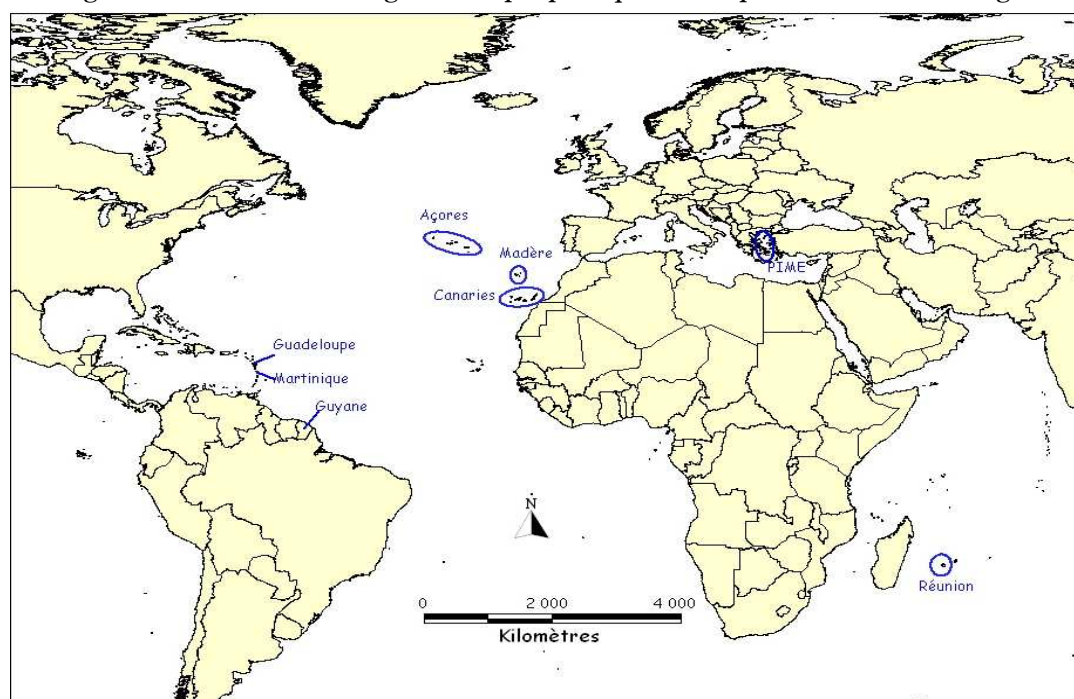 Açores
Madère
PIME
Canaries
Guadeloupe
Martinique
Guyane
N
Réunion
0 2 000 4 000
Kilomètres